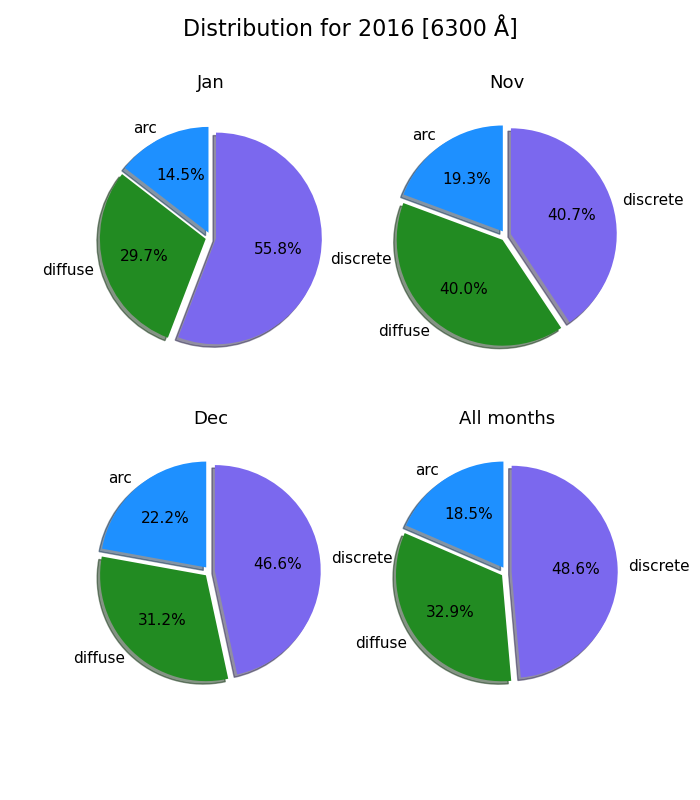 Distribution for 2016 [6300 Å]
Jan
arc
14.5%
55.8%
29.7%
diffuse
discrete
Nov
arc
19.3%
40.7%
discrete
40.0%
diffuse
Dec
arc
22.2%
46.6%
discrete
31.2%
diffuse
All months
arc
18.5%
48.6%
discrete
32.9%
diffuse